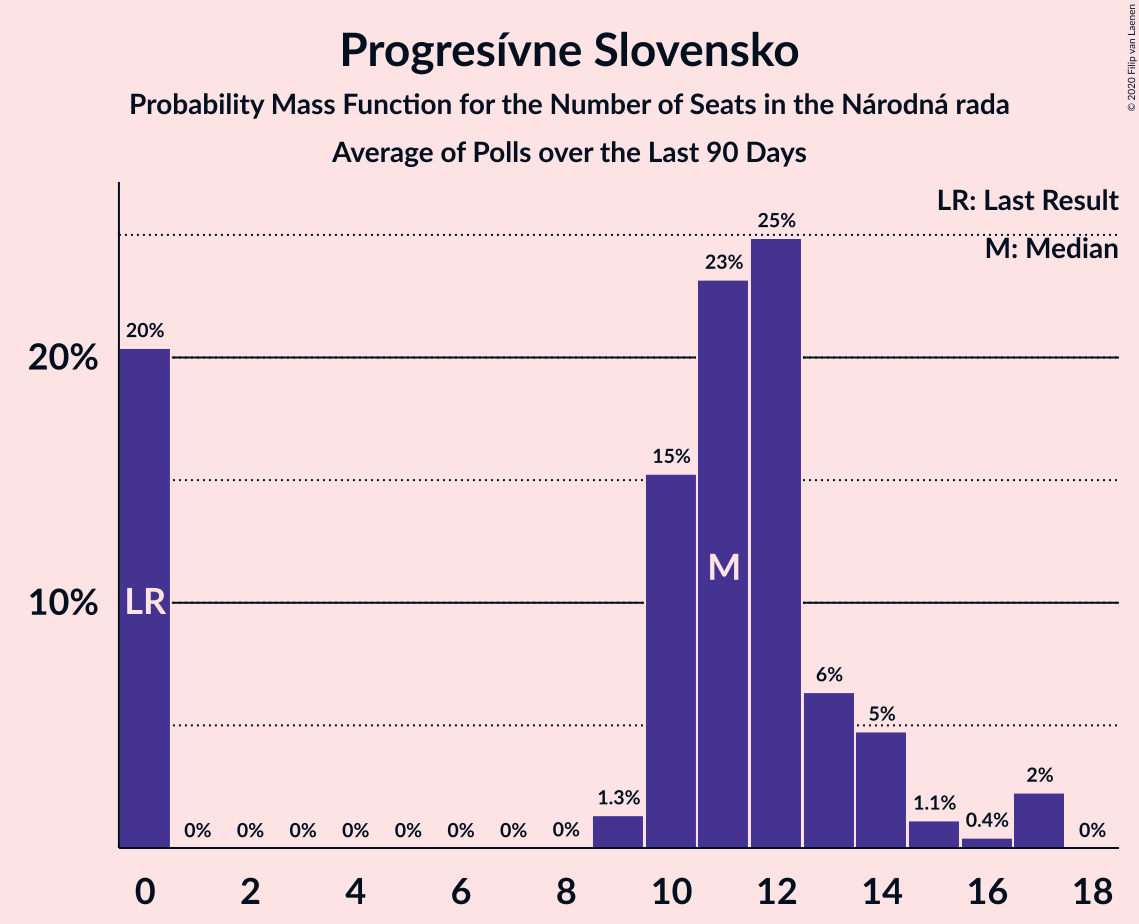 Progresívne Slovensko
Probability Mass Function for the Number of Seats in the Národná rada
Average of Polls over the Last 90 Days
© 2020 Filip van Laenen
LR: Last Result
M: Median
25%
23%
20%
20%
15%
M
10%
LR
6%
5%
2%
1.3%
1.1%
0.4%
0% 0% 0% 0% 0% 0% 0% 0% 0%
0 2 4 6 8 10 12 14 16 18